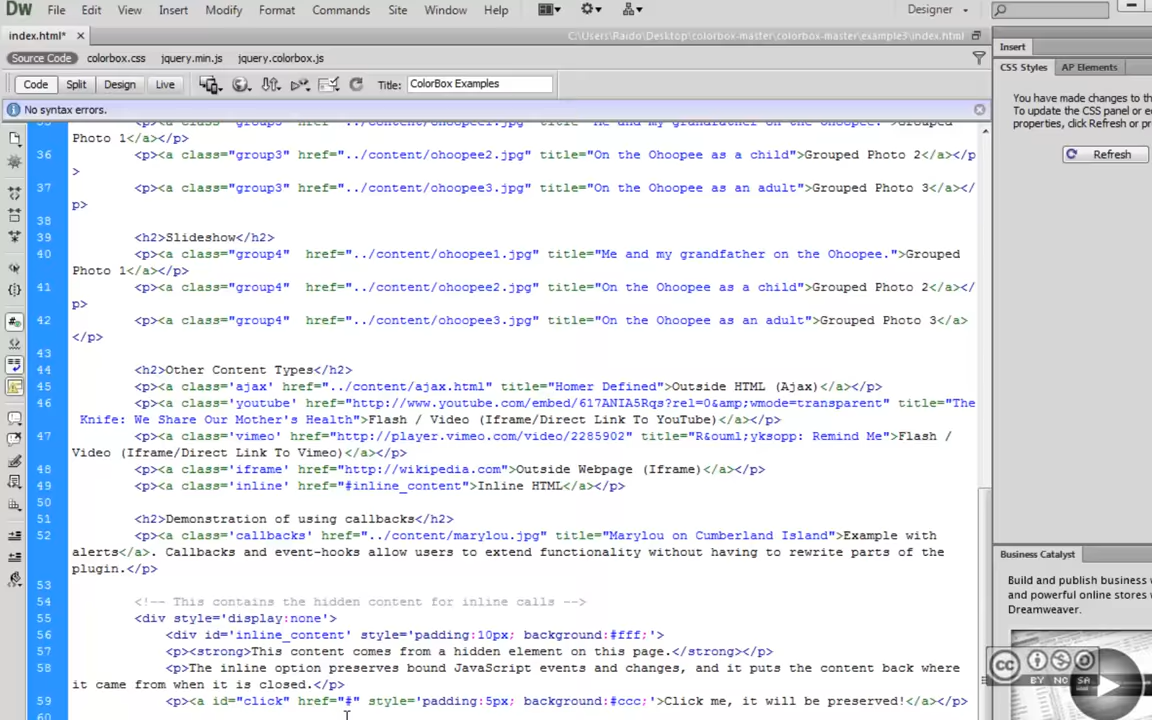 Dw File Edit View Insert Modify Format Commands Site Window Help Designer
index.html* × C:\Users\Raido\Desktop\colorbox-master\colorbox-master\example3\index.html
Source Code colorbox.css jquery.min.js jquery.colorbox.js
Code Split Design Live Title: ColorBox Examples
No syntax errors.
<p><a class="group3" href="../content/ohoopee1.jpg" title="Me and my grandfather on the Ohoopee.">Grouped
Photo 1</a></p>
36 <p><a class="group3" href="../content/ohoopee2.jpg" title="On the Ohoopee as a child">Grouped Photo 2</a></p
>
37 <p><a class="group3" href="../content/ohoopee3.jpg" title="On the Ohoopee as an adult">Grouped Photo 3</a></
p>
38
39 <h2>Slideshow</h2>
40 <p><a class="group4" href="../content/ohoopee1.jpg" title="Me and my grandfather on the Ohoopee.">Grouped
Photo 1</a></p>
41 <p><a class="group4" href="../content/ohoopee2.jpg" title="On the Ohoopee as a child">Grouped Photo 2</a></
p>
42 <p><a class="group4" href="../content/ohoopee3.jpg" title="On the Ohoopee as an adult">Grouped Photo 3</a>
</p>
43
44 <h2>Other Content Types</h2>
45 <p><a class='ajax' href="../content/ajax.html" title="Homer Defined">Outside HTML (Ajax)</a></p>
46 <p><a class='youtube' href="http://www.youtube.com/embed/617ANIA5Rqs?rel=0&amp;wmode=transparent" title="The
Knife: We Share Our Mother's Health">Flash / Video (Iframe/Direct Link To YouTube)</a></p>
47 <p><a class='vimeo' href="http://player.vimeo.com/video/2285902" title="R&ouml;yksopp: Remind Me">Flash /
Video (Iframe/Direct Link To Vimeo)</a></p>
48 <p><a class='iframe' href="http://wikipedia.com">Outside Webpage (Iframe)</a></p>
49 <p><a class='inline' href="#inline_content">Inline HTML</a></p>
50
51 <h2>Demonstration of using callbacks</h2>
52 <p><a class='callbacks' href="../content/marylou.jpg" title="Marylou on Cumberland Island">Example with
alerts</a>. Callbacks and event-hooks allow users to extend functionality without having to rewrite parts of the
plugin.</p>
53
54 <!-- This contains the hidden content for inline calls -->
55 <div style='display:none'>
56 <div id='inline_content' style='padding:10px; background:#fff;'>
57 <p><strong>This content comes from a hidden element on this page.</strong></p>
58 <p>The inline option preserves bound JavaScript events and changes, and it puts the content back where
it came from when it is closed.</p>
59 <p><a id="click" href="#" style='padding:5px; background:#ccc;'>Click me, it will be preserved!</a></p>
60
Insert
CSS Styles AP Elements
You have made changes to th
To update the CSS panel or e
properties, click Refresh or pr
Refresh
Business Catalyst
Build and publish business
and powerful online stores
Dreamweaver.
CC BY NC SA